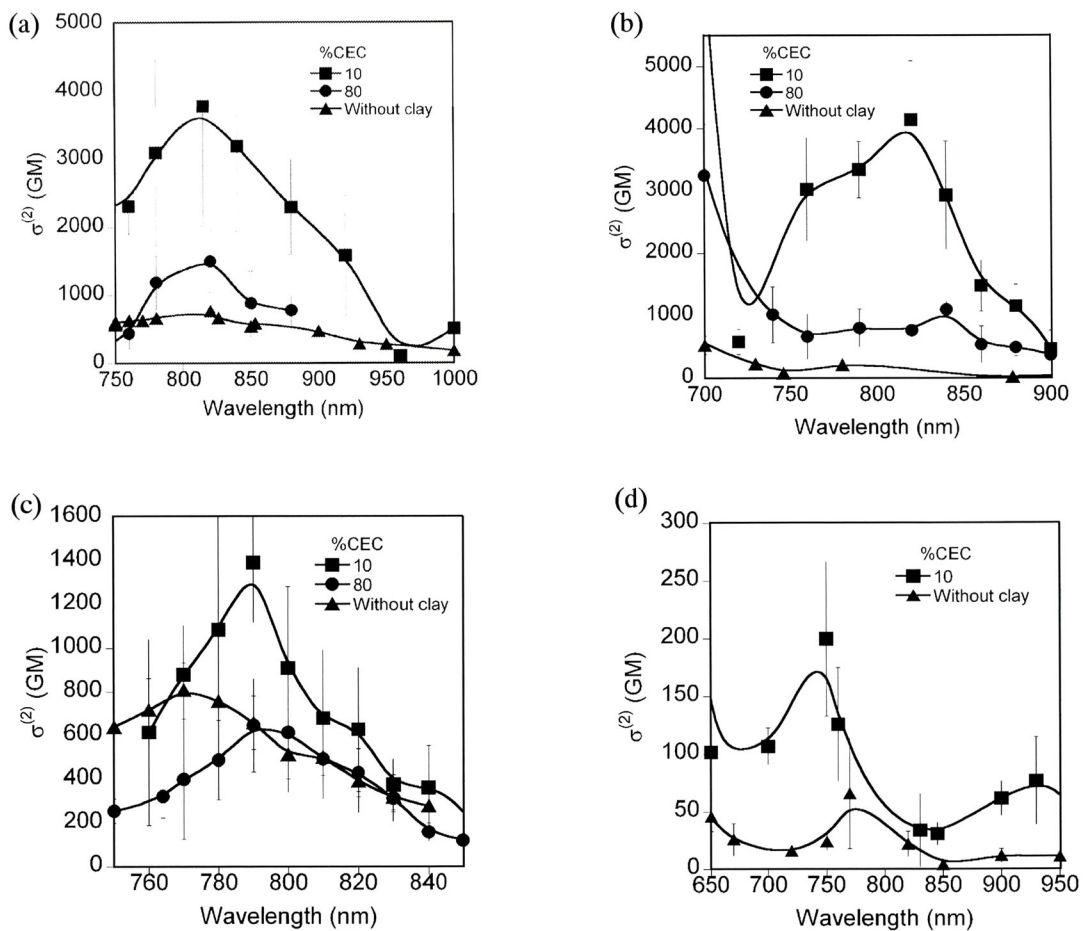 (a)
5000
4000
3000
2000
1000
0
σ(2) (GM)
%CEC
10
80
Without clay
750 800 850 900 950 1000
Wavelength (nm)
(b)
5000
4000
3000
2000
1000
0
σ(2) (GM)
%CEC
10
80
Without clay
700 750 800 850 900
Wavelength (nm)
(c)
1600
1400
1200
1000
800
600
400
200
0
σ(2) (GM)
%CEC
10
80
Without clay
760 780 800 820 840
Wavelength (nm)
(d)
300
250
200
150
100
50
0
σ(2) (GM)
%CEC
10
Without clay
650 700 750 800 850 900 950
Wavelength (nm)